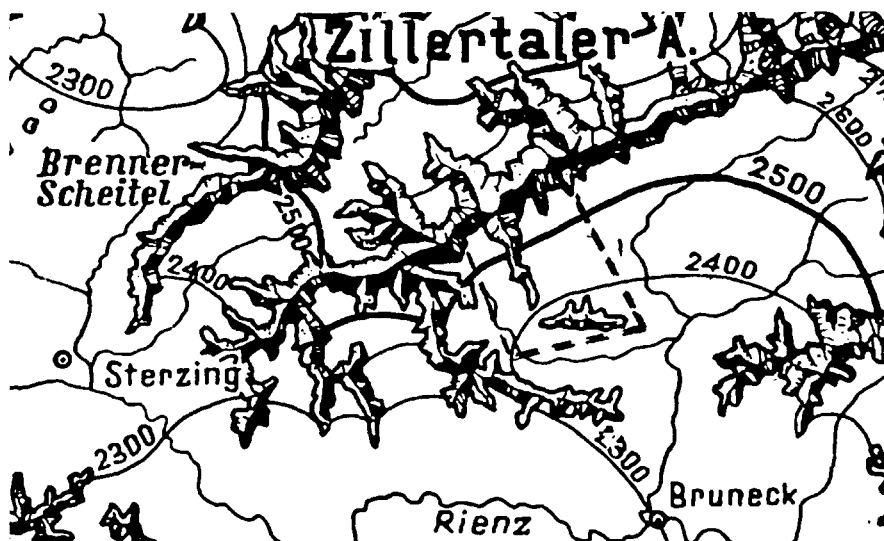 Zillertaler A.
2300
Brenner-
Scheitel
2600
2500
2500
2400
2400
Sterzing
2300
2300
Bruneck
Rienz